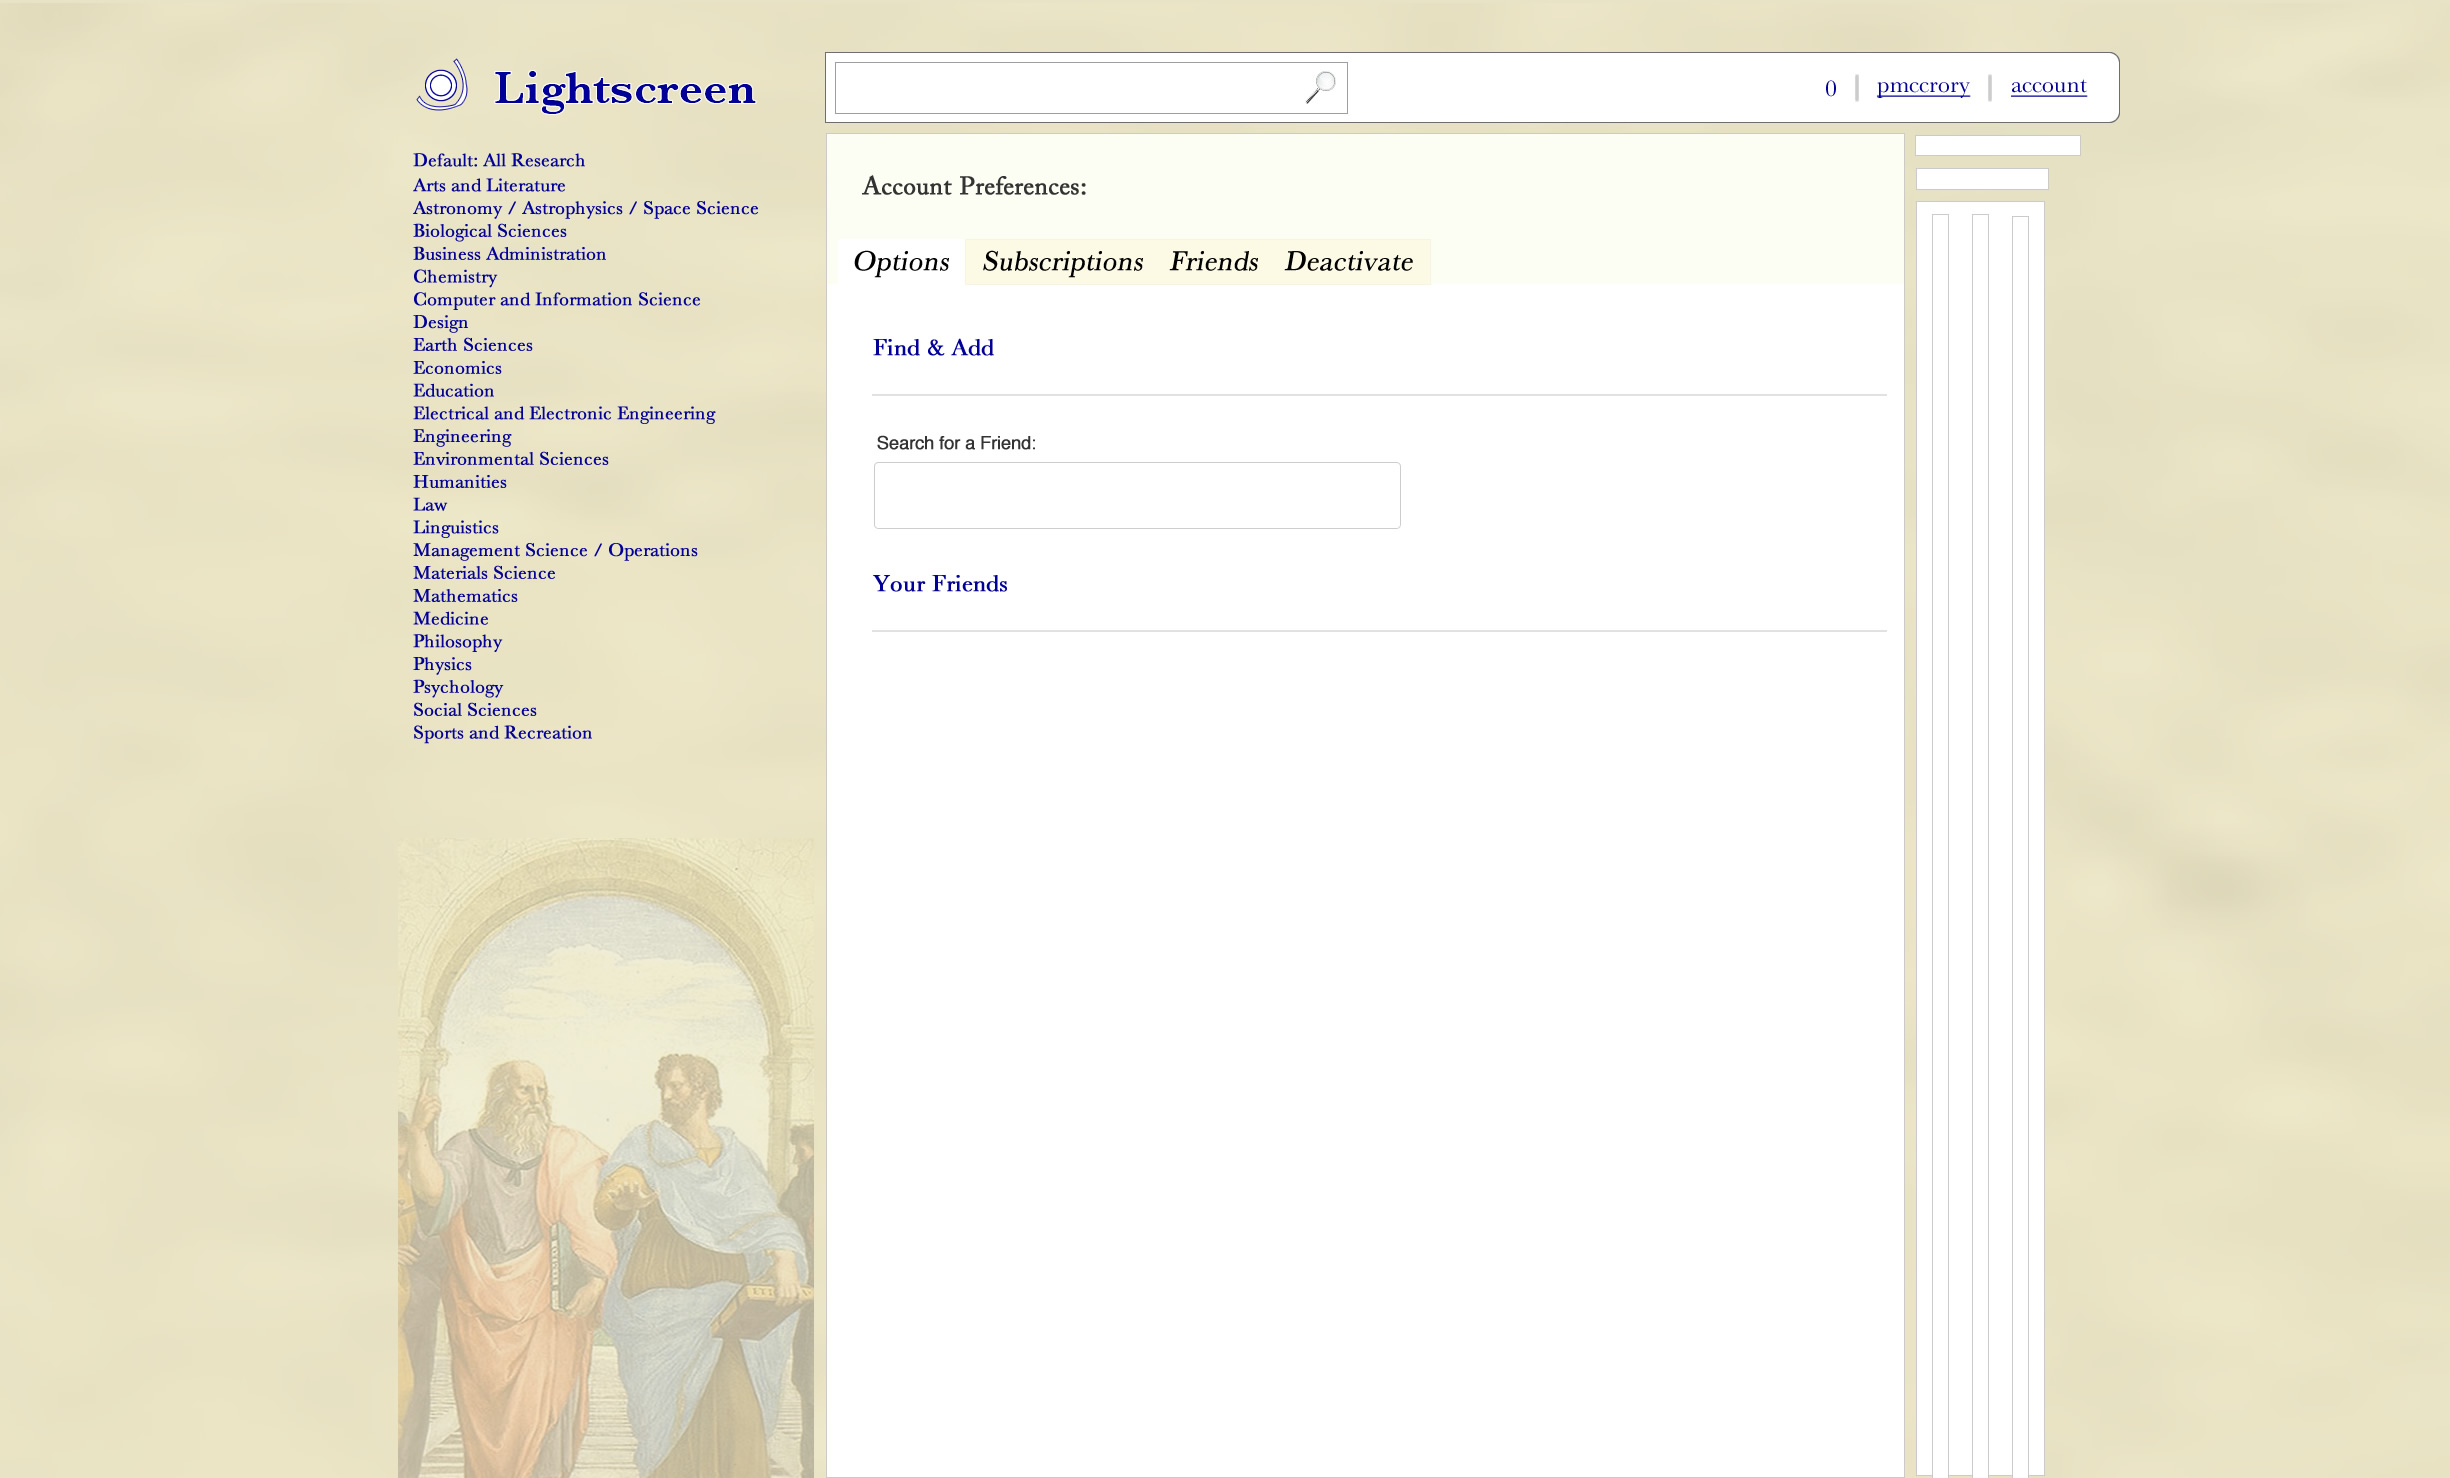 Lightscreen
0 | pmccrory | account
Default: All Research
Arts and Literature
Astronomy / Astrophysics / Space Science
Biological Sciences
Business Administration
Chemistry
Computer and Information Science
Design
Earth Sciences
Economics
Education
Electrical and Electronic Engineering
Engineering
Environmental Sciences
Humanities
Law
Linguistics
Management Science / Operations
Materials Science
Mathematics
Medicine
Philosophy
Physics
Psychology
Social Sciences
Sports and Recreation
Account Preferences:
Options Subscriptions Friends Deactivate
Find & Add
Search for a Friend:
Your Friends